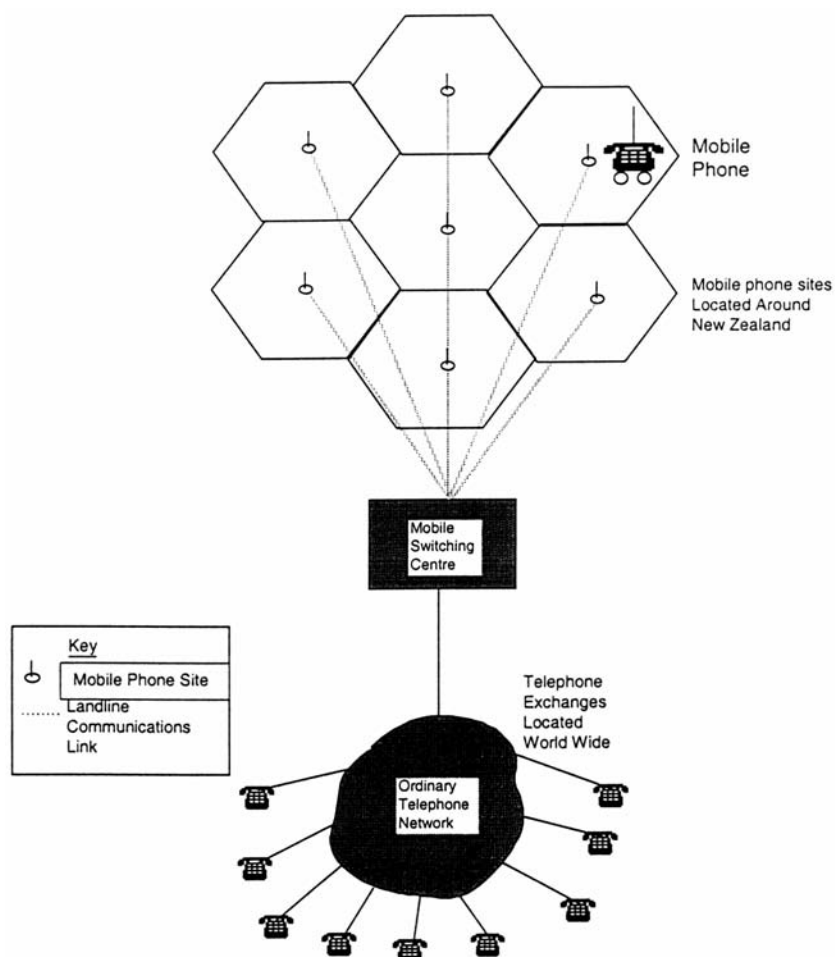 Mobile
Phone
Mobile phone sites
Located Around
New Zealand
Mobile
Switching
Centre
Key
Mobile Phone Site
Landline
Communications
Link
Telephone
Exchanges
Located
World Wide
Ordinary
Telephone
Network